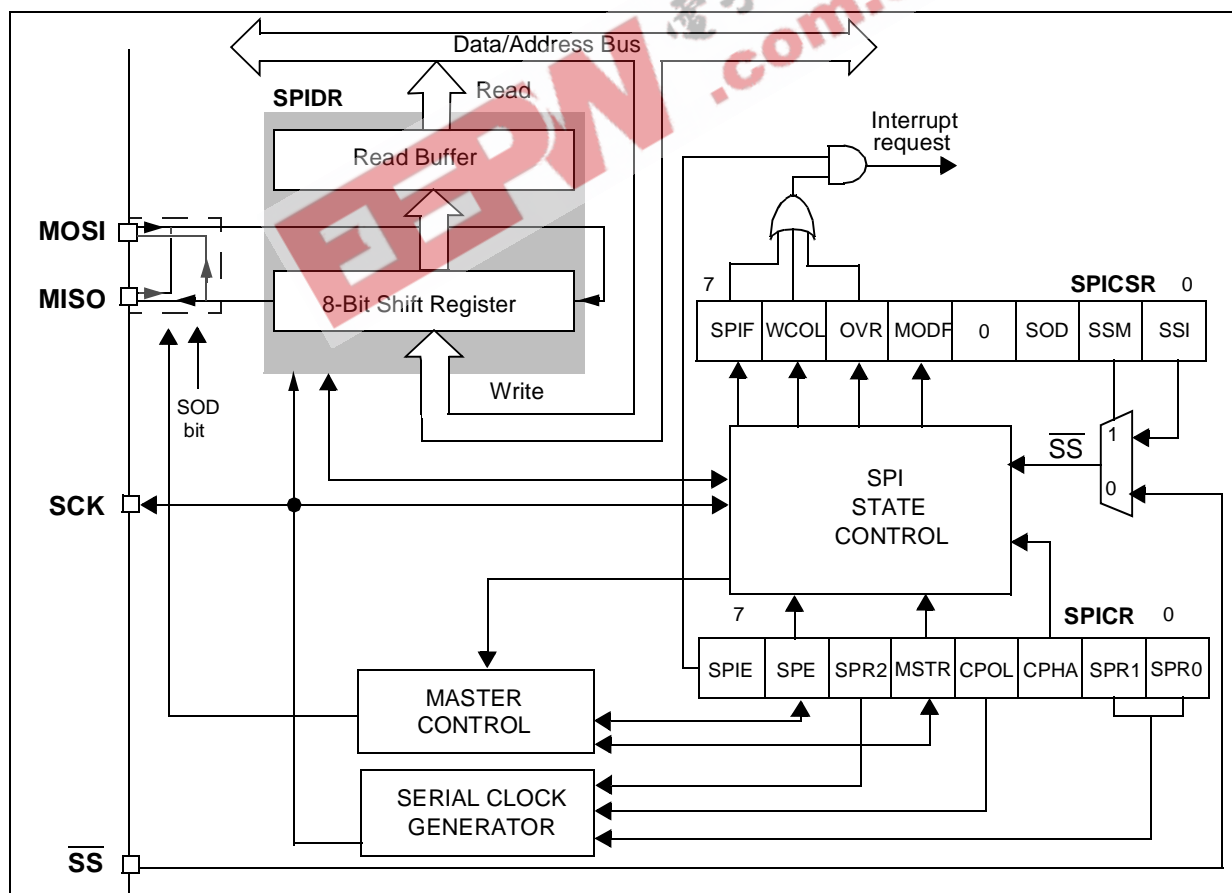 Data/Address Bus
SPIDR
Read
Read Buffer
Interrupt
request
MOSI
MISO
8-Bit Shift Register
7
SPICSR
0
SPIF
WCOL
OVR
MODF
0
SOD
SSM
SSI
Write
SOD
bit
1
SS
0
SCK
SPI
STATE
CONTROL
7
SPICR
0
SPIE
SPE
SPR2
MSTR
CPOL
CPHA
SPR1
SPR0
MASTER
CONTROL
SERIAL CLOCK
GENERATOR
SS
EEPW
.com.